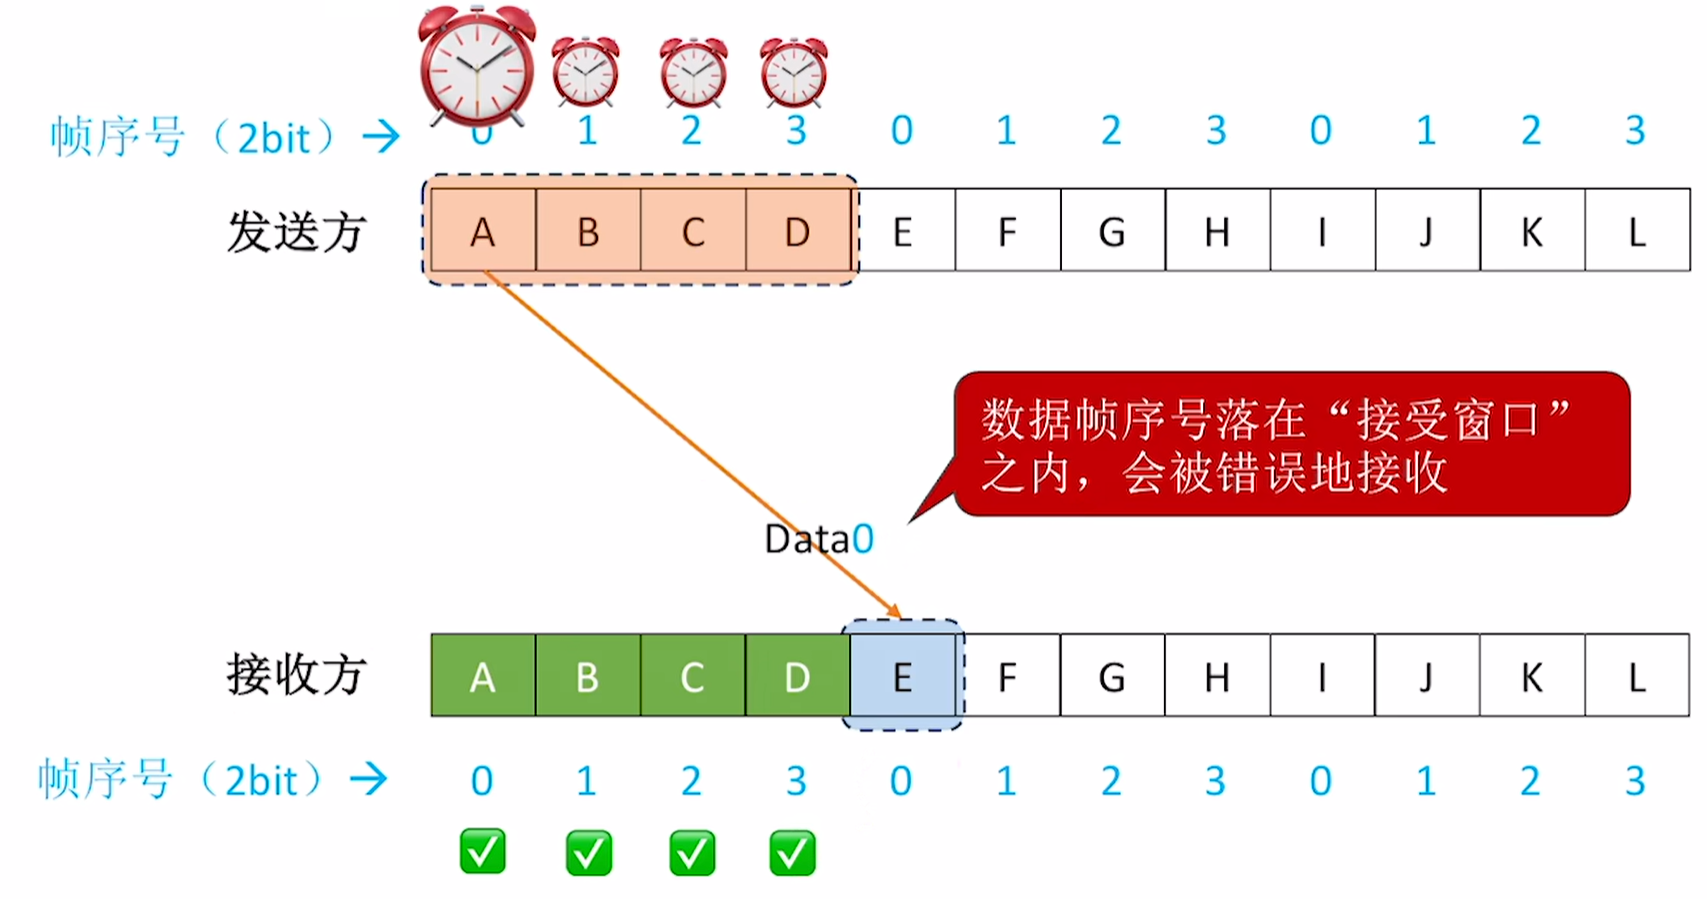 帧序号（2bit）→ 0 1 2 3 0 1 2 3 0 1 2 3
发送方 A B C D E F G H I J K L
数据帧序号落在“接受窗口”
之内，会被错误地接收
Data0
接收方 A B C D E F G H I J K L
帧序号（2bit）→ 0 1 2 3 0 1 2 3 0 1 2 3